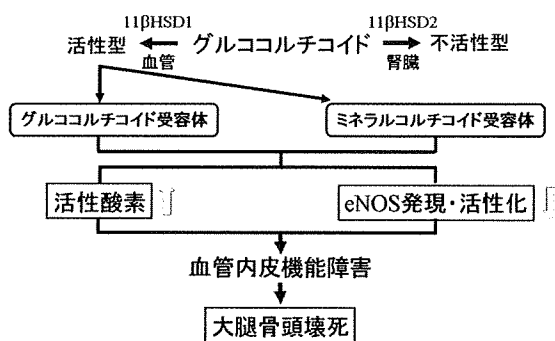 11βHSD1 11βHSD2
活性型 グルココルチコイド 不活性型
血管 腎臓
グルココルチコイド受容体 ミネラルコルチコイド受容体
活性酸素 eNOS発現・活性化
血管内皮機能障害
大腿骨頭壊死